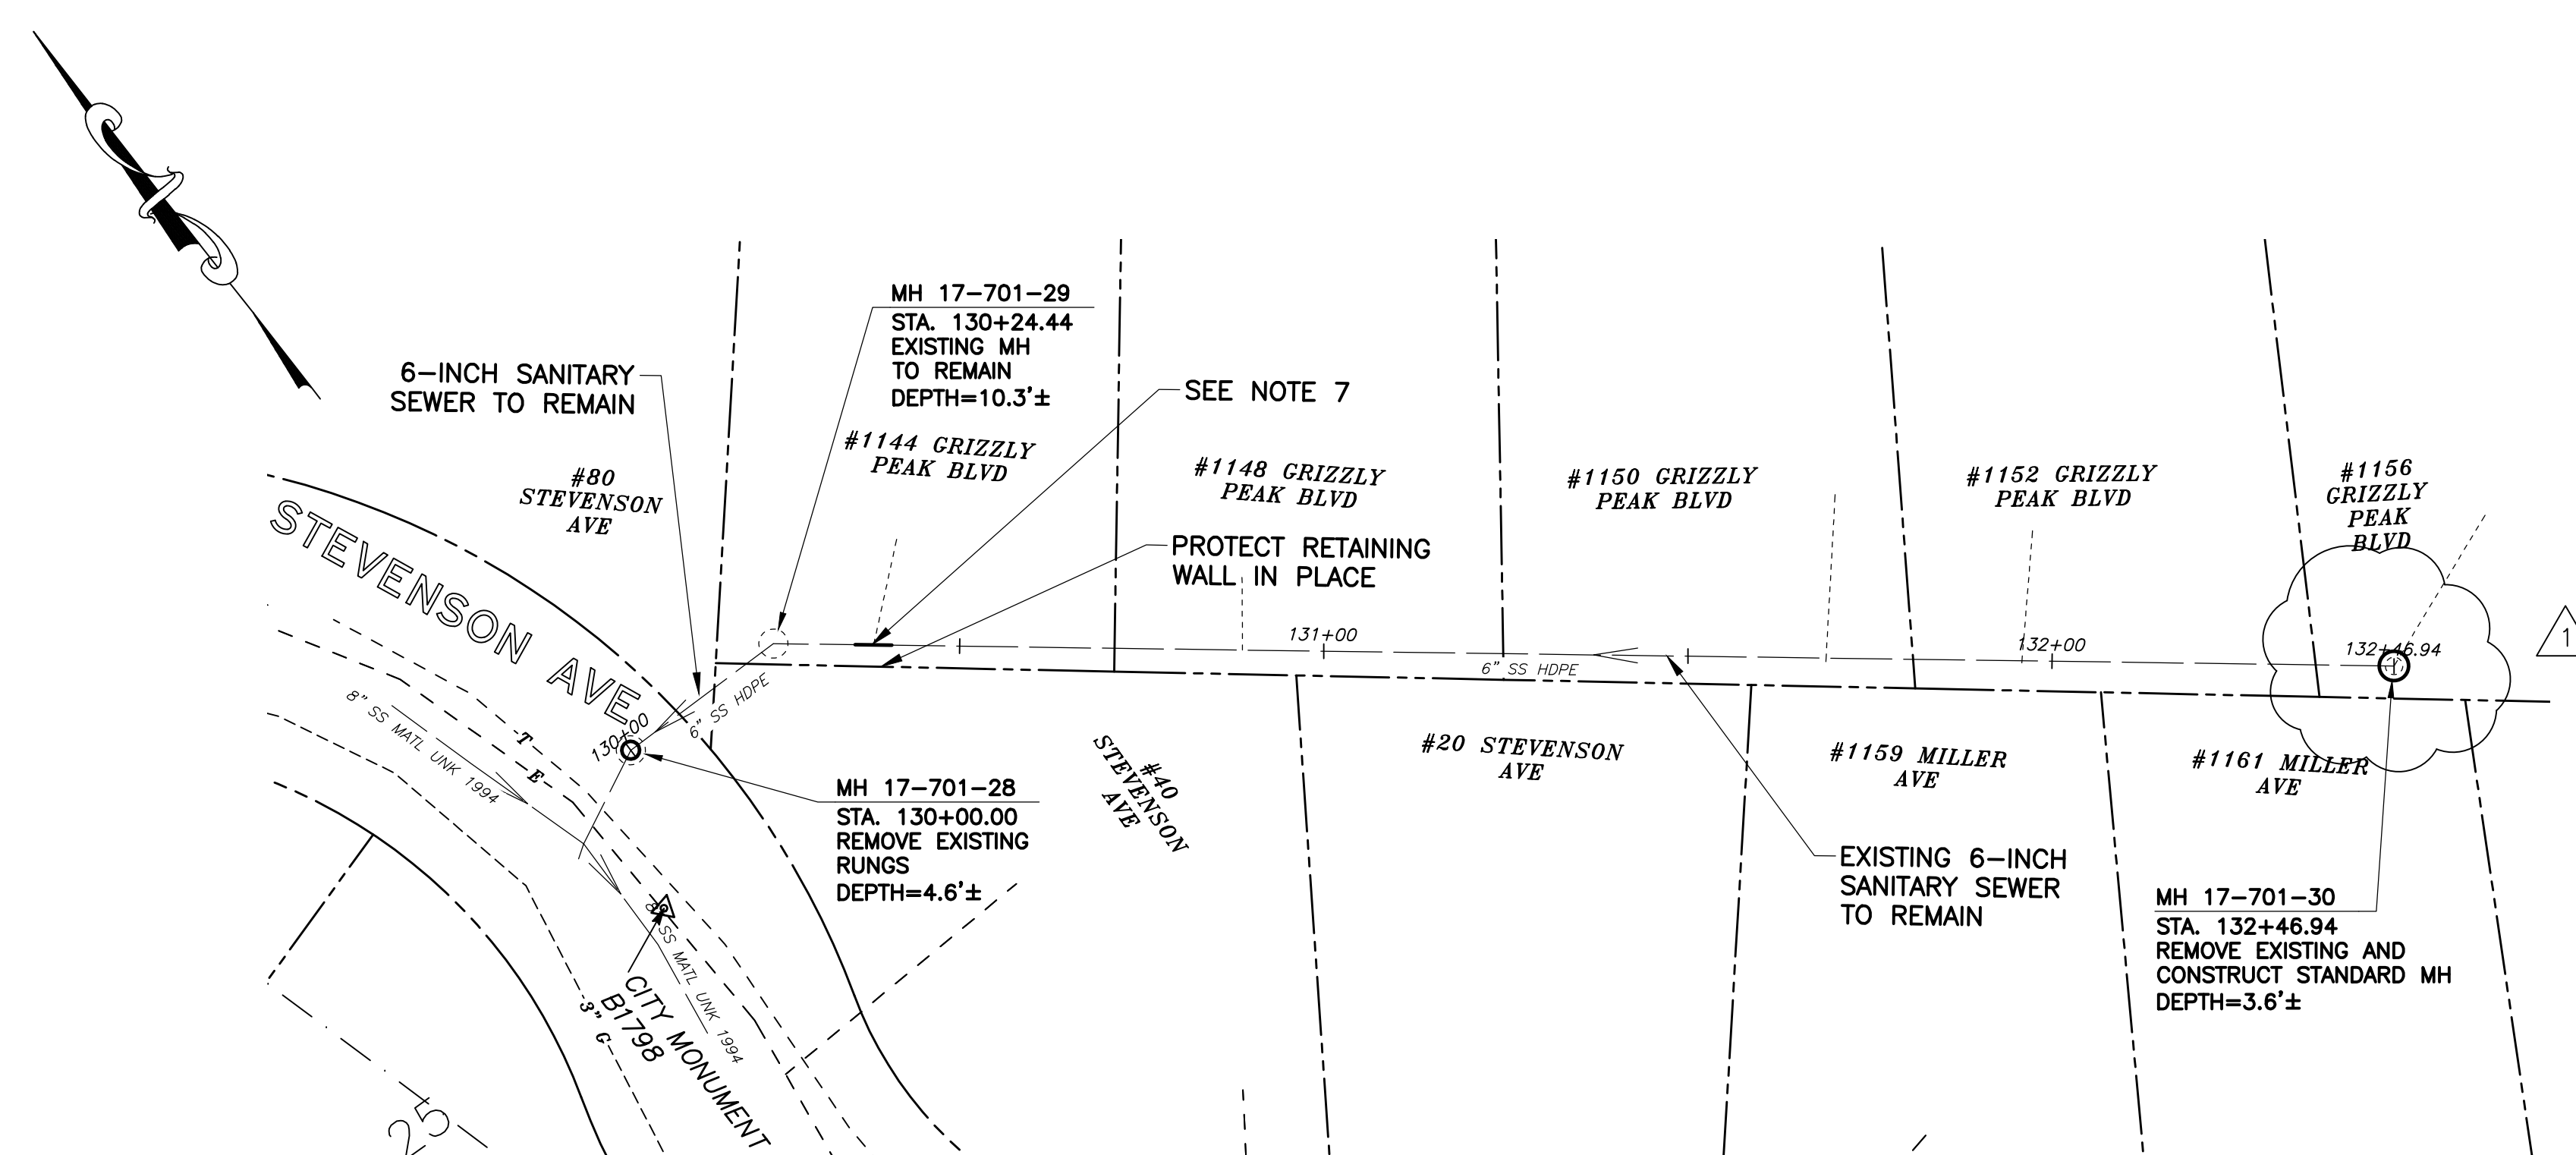 MH 17-701-29
STA. 130+24.44
EXISTING MH
TO REMAIN
DEPTH=10.3'±
6-INCH SANITARY
SEWER TO REMAIN
SEE NOTE 7
#80
STEVENSON
AVE
#1144 GRIZZLY
PEAK BLVD
#1148 GRIZZLY
PEAK BLVD
#1150 GRIZZLY
PEAK BLVD
#1152 GRIZZLY
PEAK BLVD
#1156
GRIZZLY
PEAK
BLVD
STEVENSON AVE
PROTECT RETAINING
WALL IN PLACE
131+00
132+00
132+46.94
1
6" SS HDPE
6" SS HDPE
130+00
8" SS MATL UNK 1994
T
E
MH 17-701-28
STA. 130+00.00
REMOVE EXISTING
RUNGS
DEPTH=4.6'±
#40
STEVENSON
AVE
#20 STEVENSON
AVE
#1159 MILLER
AVE
#1161 MILLER
AVE
EXISTING 6-INCH
SANITARY SEWER
TO REMAIN
MH 17-701-30
STA. 132+46.94
REMOVE EXISTING AND
CONSTRUCT STANDARD MH
DEPTH=3.6'±
8" SS MATL UNK 1994
CITY MONUMENT
B1798
3" G
25